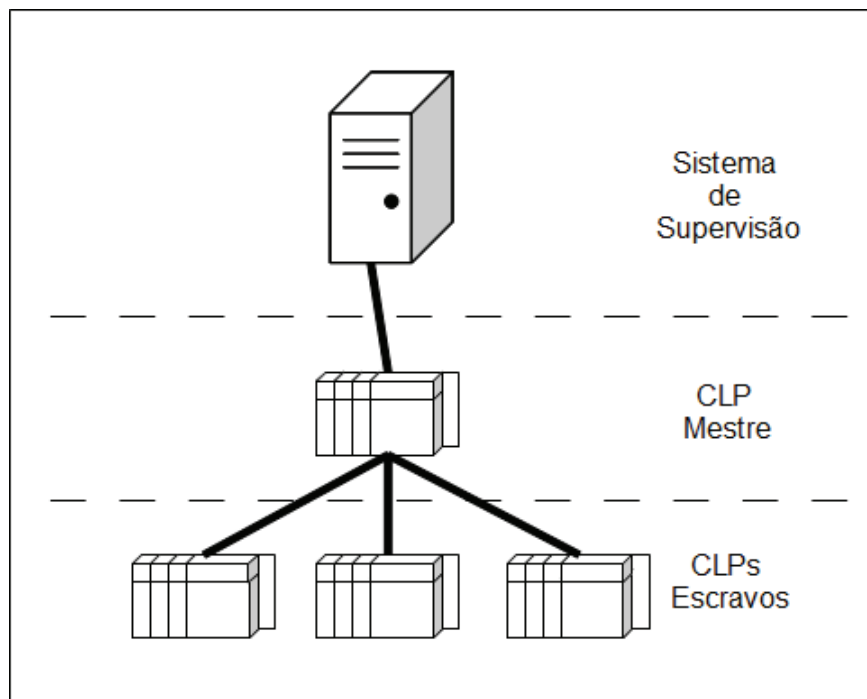 Sistema
de
Supervisão
CLP
Mestre
CLPs
Escravos